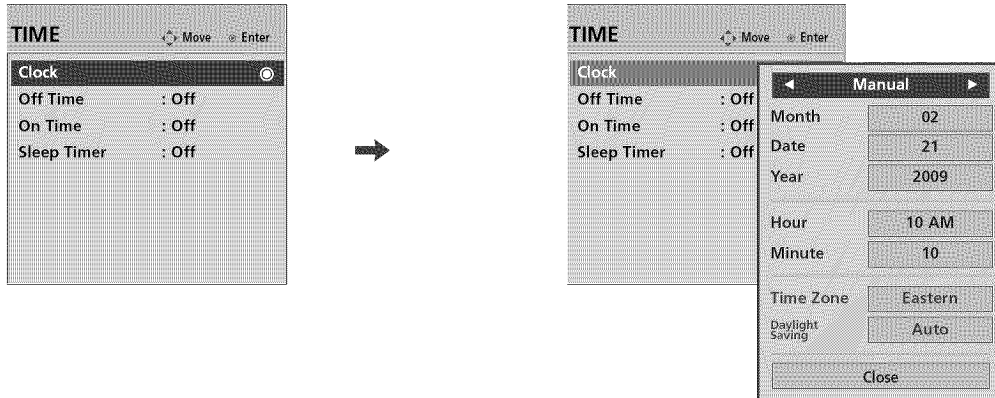 TIME
Move Enter
Clock
Off Time : Off
On Time : Off
Sleep Timer : Off
TIME
Move Enter
Clock
Off Time : Off
On Time : Off
Sleep Timer : Off
Manual
Month 02
Date 21
Year 2009
Hour 10 AM
Minute 10
Time Zone Eastern
Daylight
Saving Auto
Close